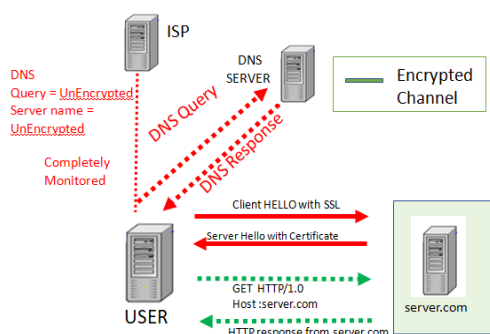 ISP
DNS
SERVER
Encrypted
Channel
DNS
Query = UnEncrypted
Server name =
UnEncrypted
DNS Query
DNS Response
Completely
Monitored
Client HELLO with SSL
Server Hello with Certificate
GET HTTP/1.0
Host :server.com
server.com
USER
HTTP response from server.com